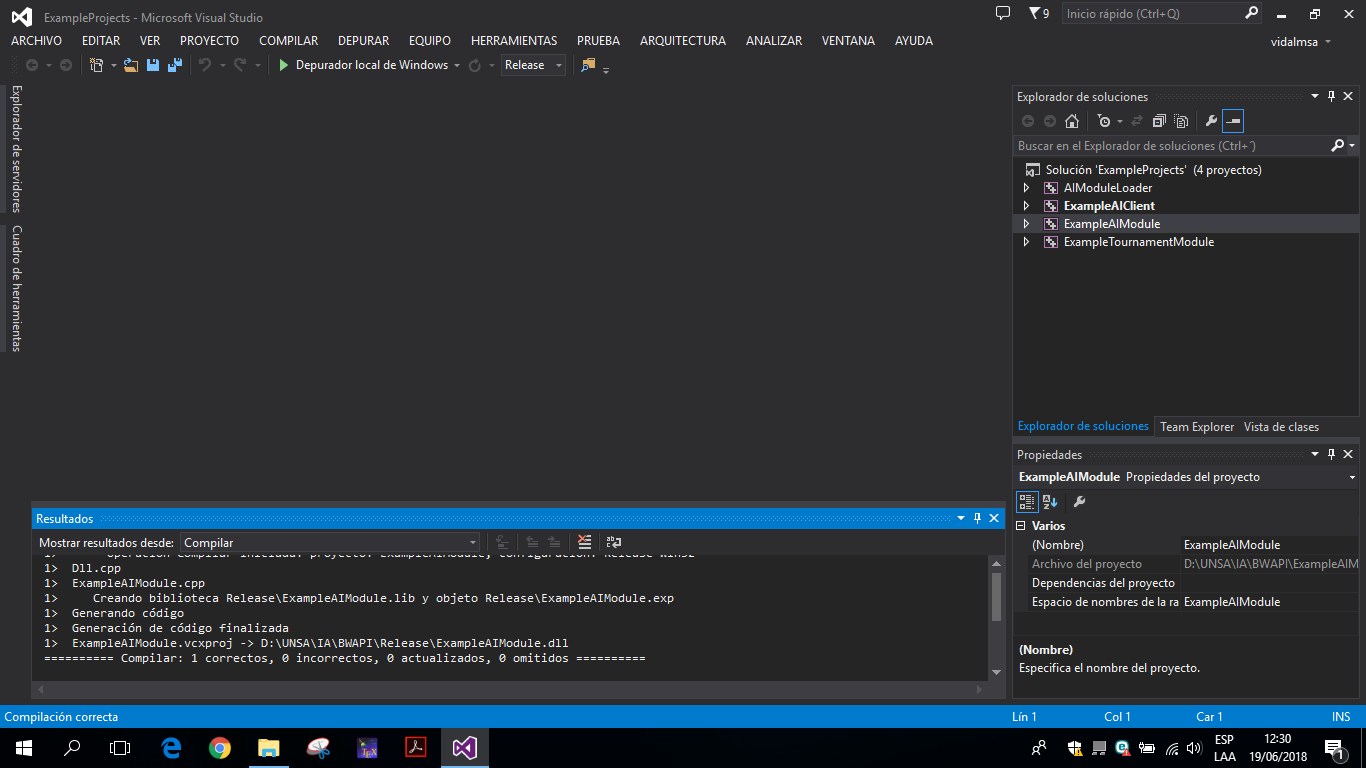 ExampleProjects - Microsoft Visual Studio
9
Inicio rápido (Ctrl+Q)
ARCHIVO EDITAR VER PROYECTO COMPILAR DEPURAR EQUIPO HERRAMIENTAS PRUEBA ARQUITECTURA ANALIZAR VENTANA AYUDA
vidalmsa
Depurador local de Windows
Release
Explorador de servidores
Cuadro de herramientas
Explorador de soluciones
Buscar en el Explorador de soluciones (Ctrl+´)
Solución 'ExampleProjects' (4 proyectos)
AIModuleLoader
ExampleAIClient
ExampleAIModule
ExampleTournamentModule
Explorador de soluciones Team Explorer Vista de clases
Propiedades
ExampleAIModule Propiedades del proyecto
Varios
(Nombre) ExampleAIModule
Archivo del proyecto D:\UNSA\IA\BWAPI\ExampleAIM
Dependencias del proyecto
Espacio de nombres de la ra ExampleAIModule
(Nombre)
Especifica el nombre del proyecto.
Resultados
Mostrar resultados desde: Compilar
1> Operación Compilar iniciada: proyecto: ExampleAIModule, configuración: Release Win32
1> Dll.cpp
1> ExampleAIModule.cpp
1> Creando biblioteca Release\ExampleAIModule.lib y objeto Release\ExampleAIModule.exp
1> Generando código
1> Generación de código finalizada
1> ExampleAIModule.vcxproj -> D:\UNSA\IA\BWAPI\Release\ExampleAIModule.dll
========== Compilar: 1 correctos, 0 incorrectos, 0 actualizados, 0 omitidos ==========
Compilación correcta
Lín 1 Col 1 Car 1 INS
ESP
LAA
12:30
19/06/2018
1